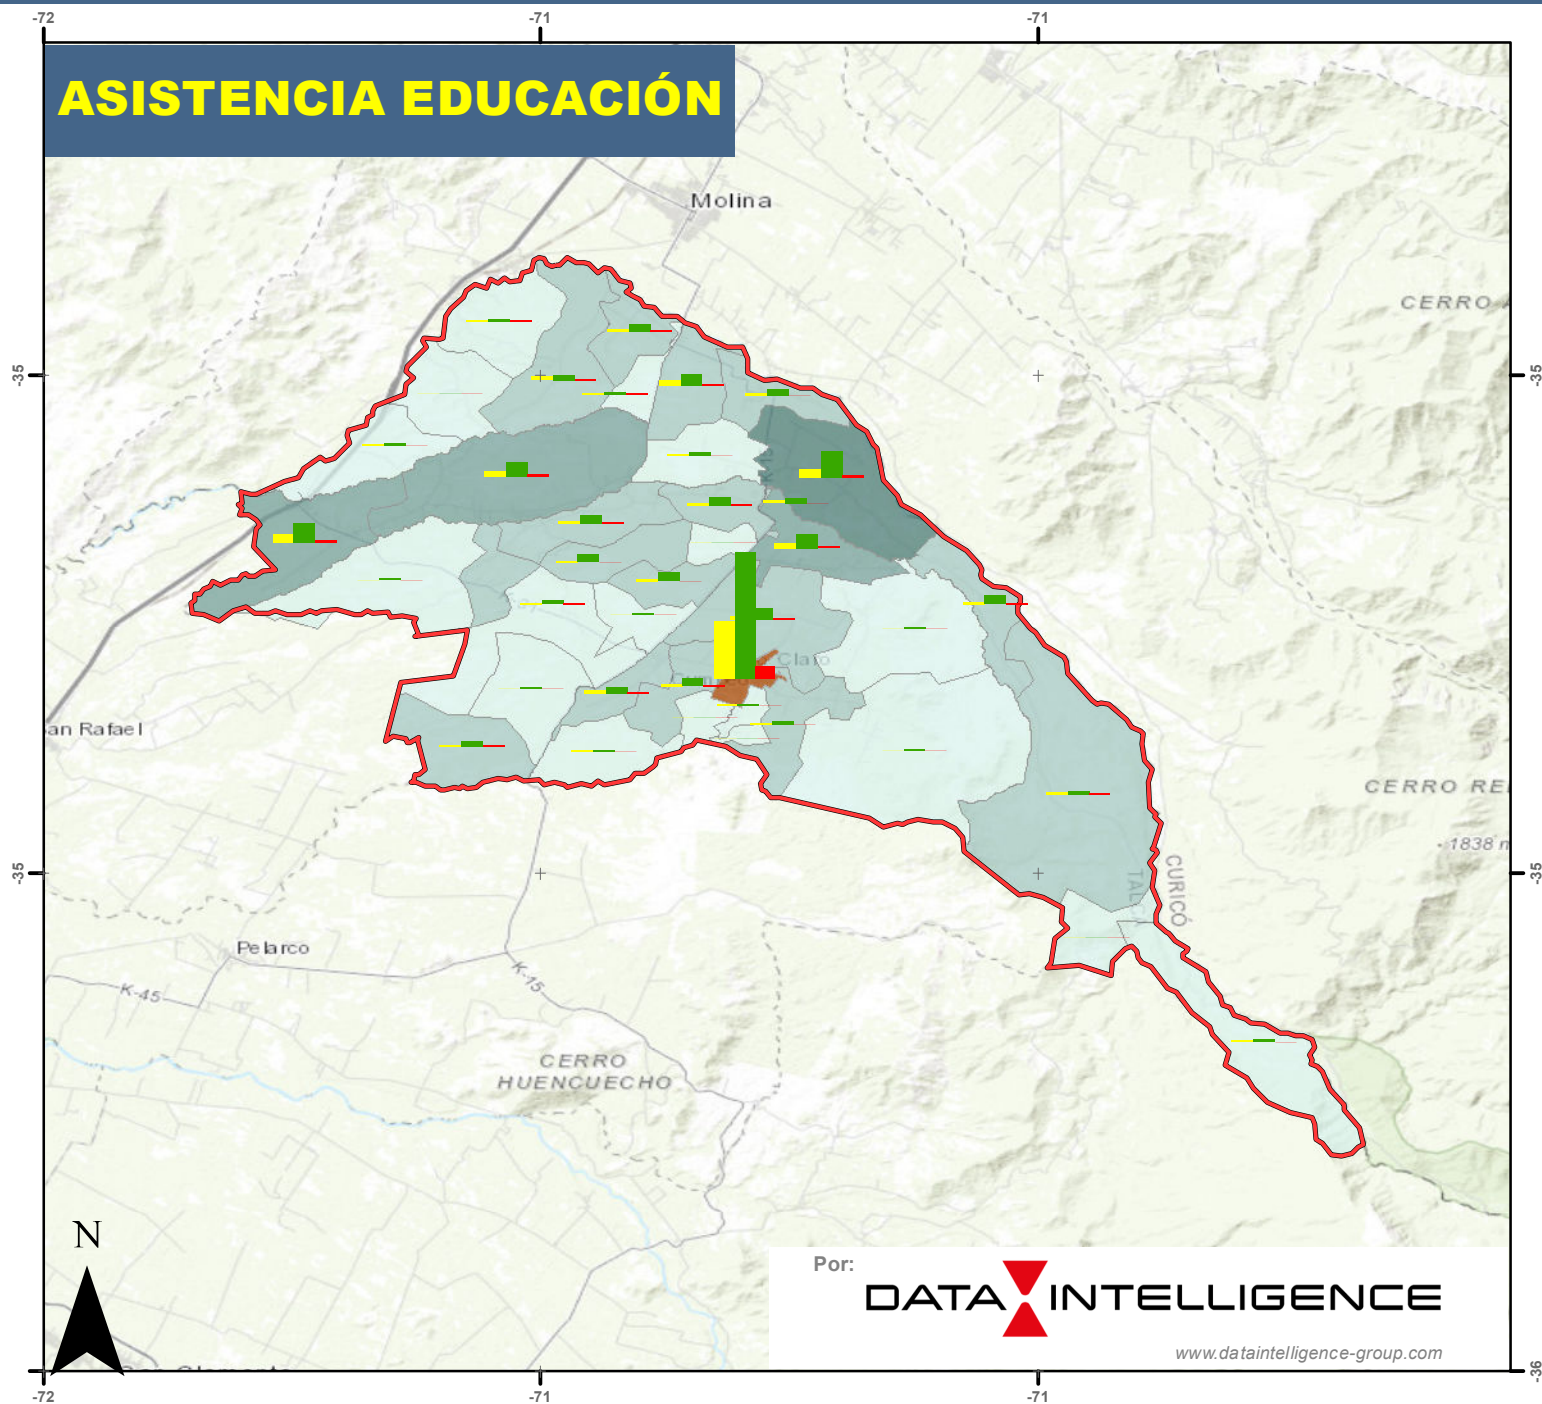 -72
-71
-71
ASISTENCIA EDUCACIÓN
Molina
CERRO
-35
-35
Claro
an Rafael
CERRO RE
- 1838 m
CURICÓ
-35
-35
Pelarco
K-15
K-45
CERRO
HUENCUECHO
N
Por:
DATA INTELLIGENCE
www.dataintelligence-group.com
-36
-72
-71
-71